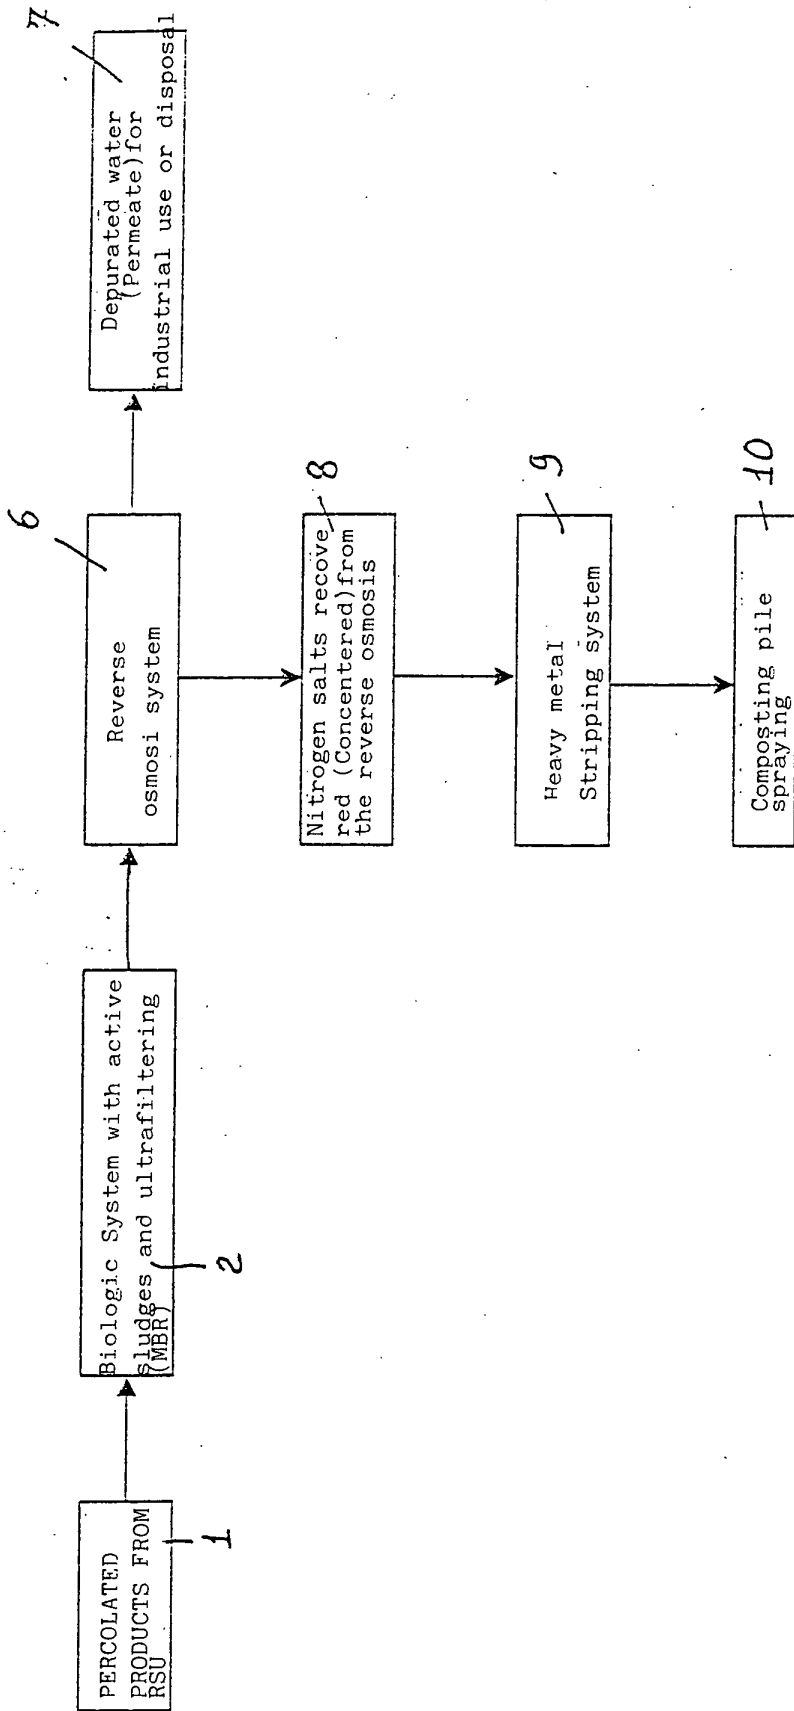 PERCOLATED
PRODUCTS FROM
RSU
1
Biologic System with active
sludges and ultrafiltering
(MBR)
2
Reverse
osmosi system
6
Depurated water
(Permeate)for
industrial use or disposal
7
Nitrogen salts recove
red (Concentered)from
the reverse osmosis
8
Heavy metal
Stripping system
9
Composting pile
spraying
10